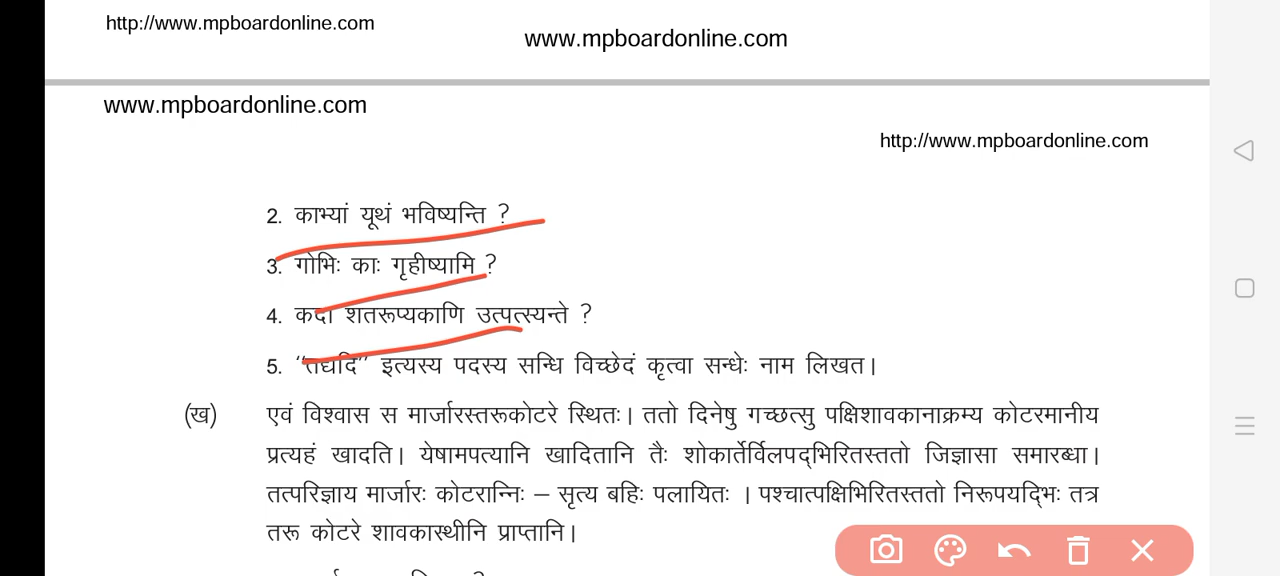 http://www.mpboardonline.com
www.mpboardonline.com
www.mpboardonline.com
http://www.mpboardonline.com
2. काभ्यां यूथं भविष्यन्ति ?
3. गोभिः काः गृहीष्यामि ?
4. कदा शतरूप्यकाणि उत्पत्स्यन्ते ?
5. “तद्यदि” इत्यस्य पदस्य सन्धि विच्छेदं कृत्वा सन्धेः नाम लिखत।
(ख) एवं विश्वास स मार्जारस्तरूकोटरे स्थितः। ततो दिनेषु गच्छत्सु पक्षिशावकानाक्रम्य कोटरमानीय
प्रत्यहं खादति। येषामपत्यानि खादितानि तैः शोकार्तेर्विलपद्भिरितस्ततो जिज्ञासा समारब्धा।
तत्परिज्ञाय मार्जारः कोटरान्निः – सृत्य बहिः पलायितः । पश्चात्पक्षिभिरितस्ततो निरूपयद्भिः तत्र
तरू कोटरे शावकास्थीनि प्राप्तानि।